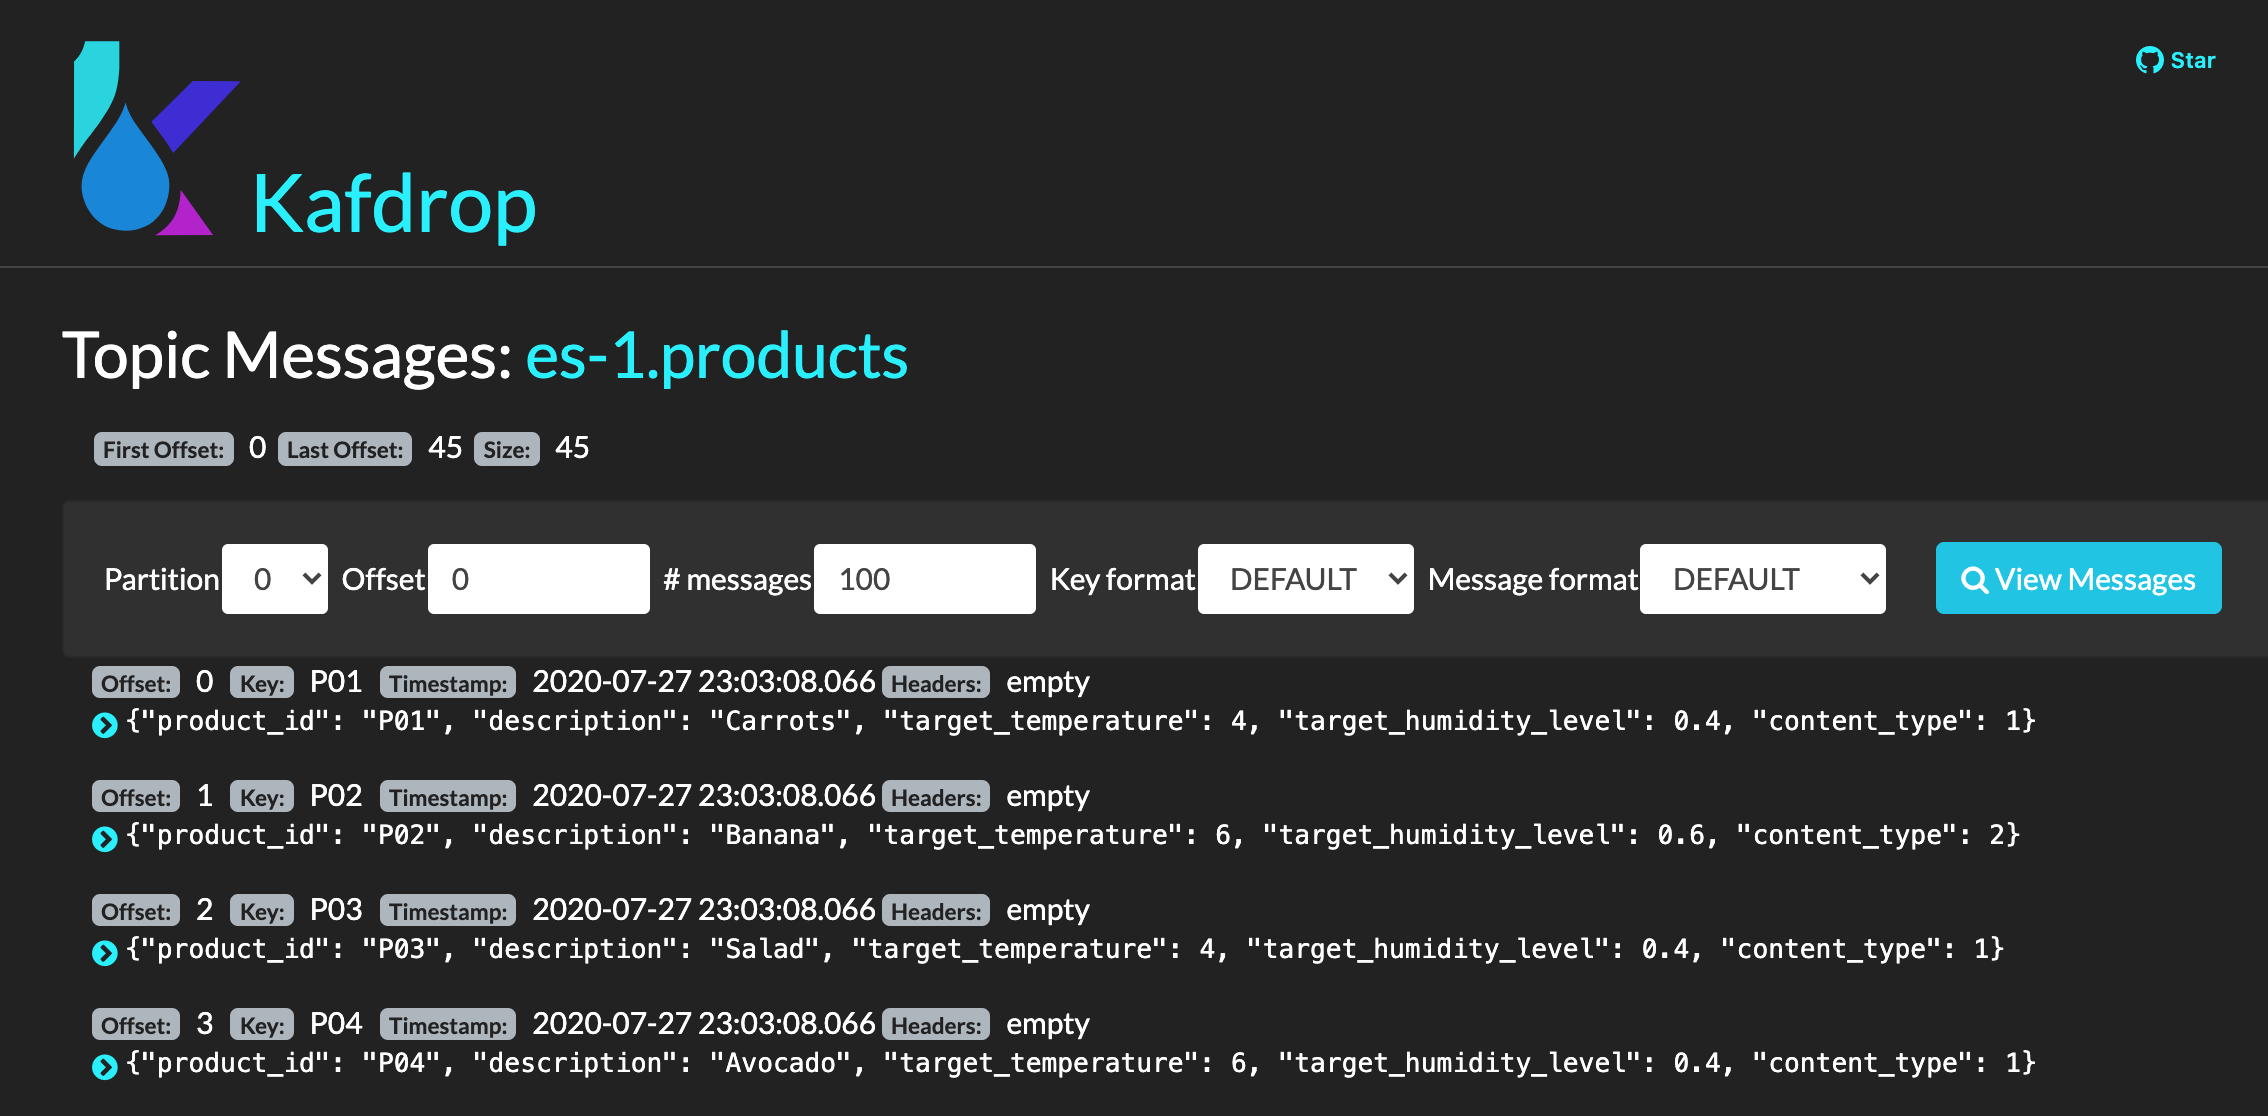 Star
Kafdrop
Topic Messages: es-1.products
First Offset: 0 Last Offset: 45 Size: 45
Partition 0 Offset 0 # messages 100 Key format DEFAULT Message format DEFAULT View Messages
Offset: 0 Key: P01 Timestamp: 2020-07-27 23:03:08.066 Headers: empty
{"product_id": "P01", "description": "Carrots", "target_temperature": 4, "target_humidity_level": 0.4, "content_type": 1}
Offset: 1 Key: P02 Timestamp: 2020-07-27 23:03:08.066 Headers: empty
{"product_id": "P02", "description": "Banana", "target_temperature": 6, "target_humidity_level": 0.6, "content_type": 2}
Offset: 2 Key: P03 Timestamp: 2020-07-27 23:03:08.066 Headers: empty
{"product_id": "P03", "description": "Salad", "target_temperature": 4, "target_humidity_level": 0.4, "content_type": 1}
Offset: 3 Key: P04 Timestamp: 2020-07-27 23:03:08.066 Headers: empty
{"product_id": "P04", "description": "Avocado", "target_temperature": 6, "target_humidity_level": 0.4, "content_type": 1}